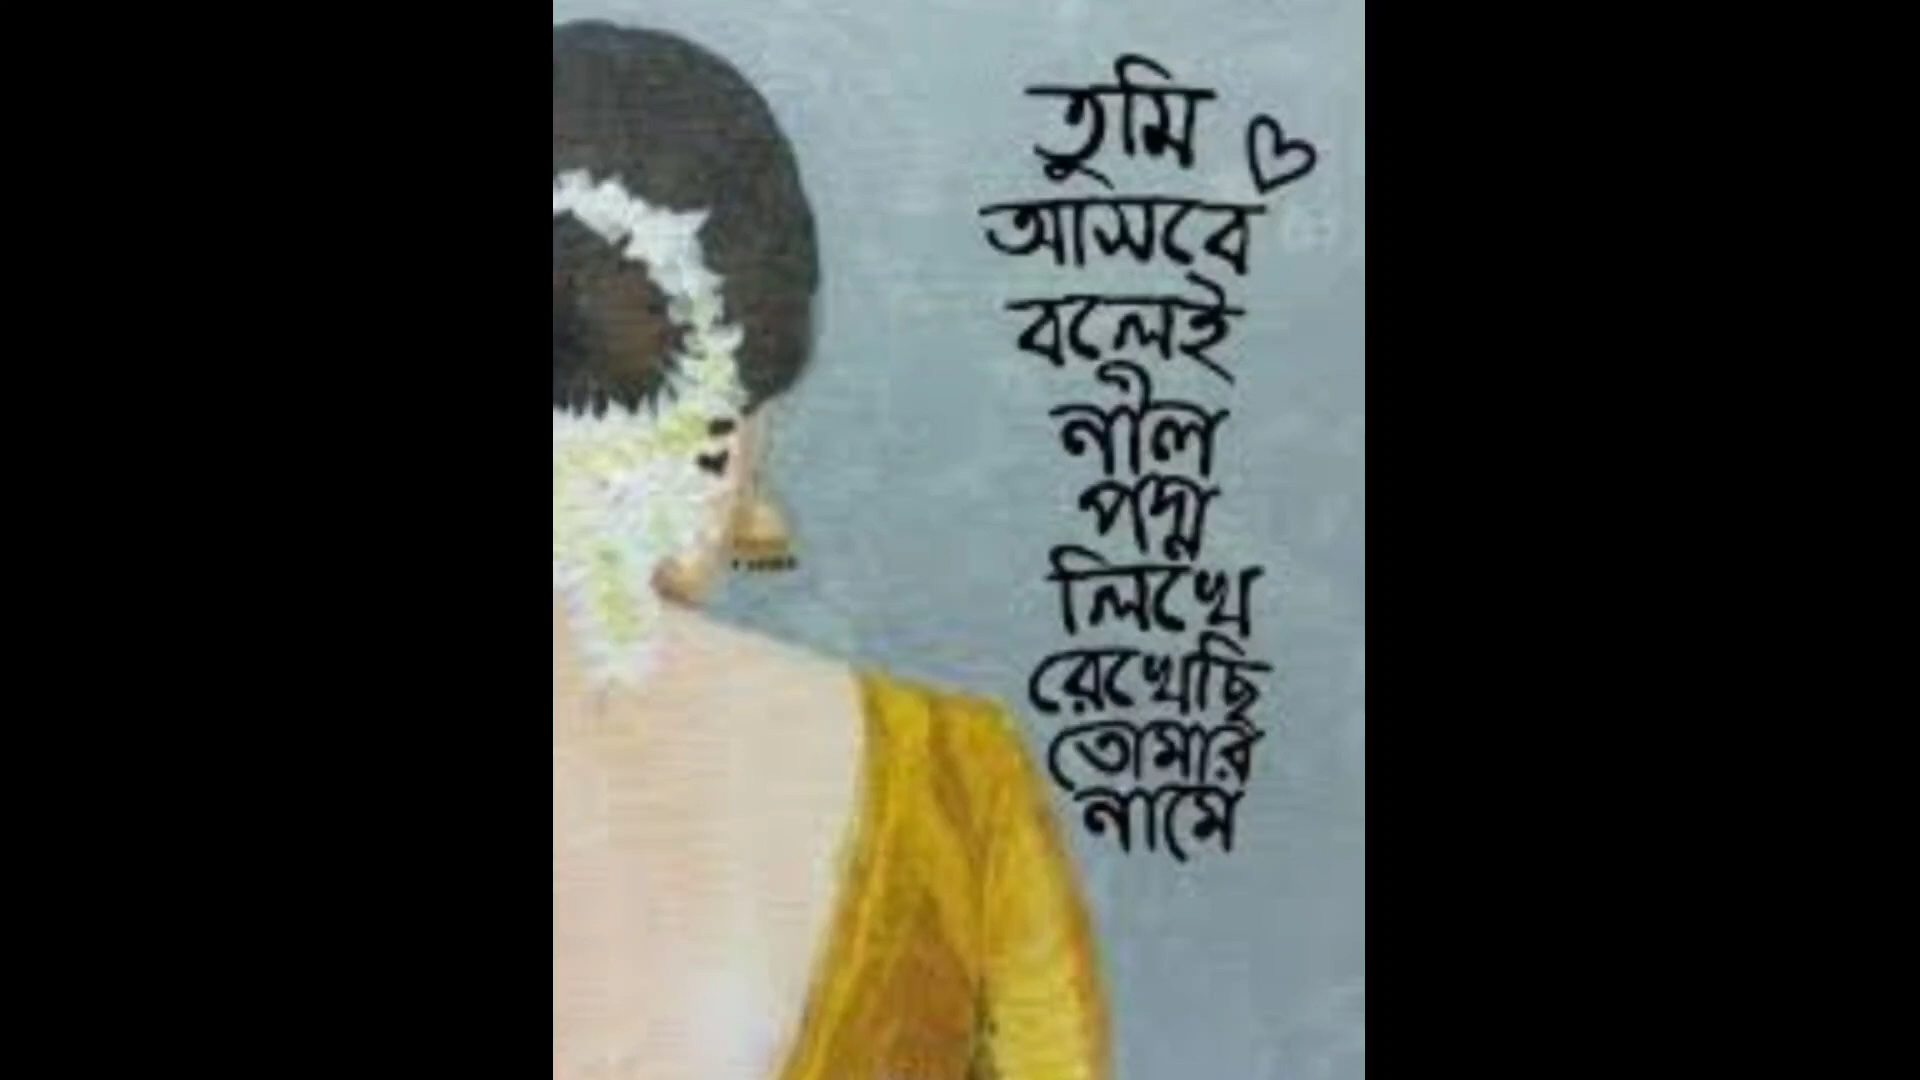 তুমি
আসবে
বলেই
নীল
পদ্ম
লিখে
রেখেছি
তোমার
নামে